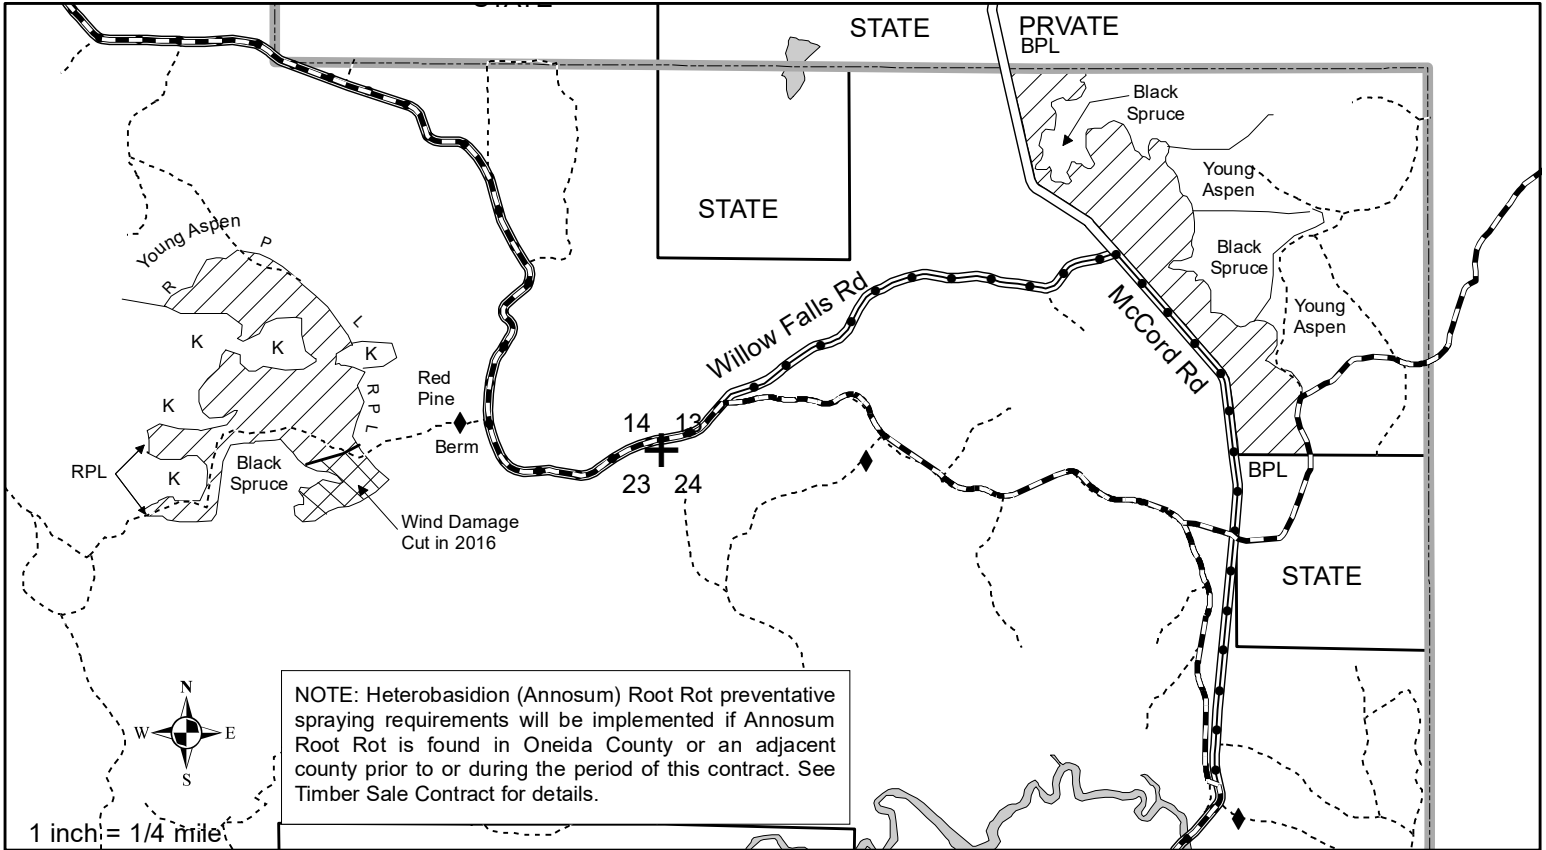 STATE
STATE
PRVATE
BPL
Black
Spruce
Young
Aspen
STATE
Young Aspen
P
R
L
Black
Spruce
Young
Aspen
Willow Falls Rd
McCord Rd
K
K
K
K
RPL
Red
Pine
Berm
14 13
23 24
RPL
K
Black
Spruce
BPL
Wind Damage
Cut in 2016
STATE
N
W E
S
NOTE: Heterobasidion (Annosum) Root Rot preventative
spraying requirements will be implemented if Annosum
Root Rot is found in Oneida County or an adjacent
county prior to or during the period of this contract. See
Timber Sale Contract for details.
1 inch = 1/4 mile